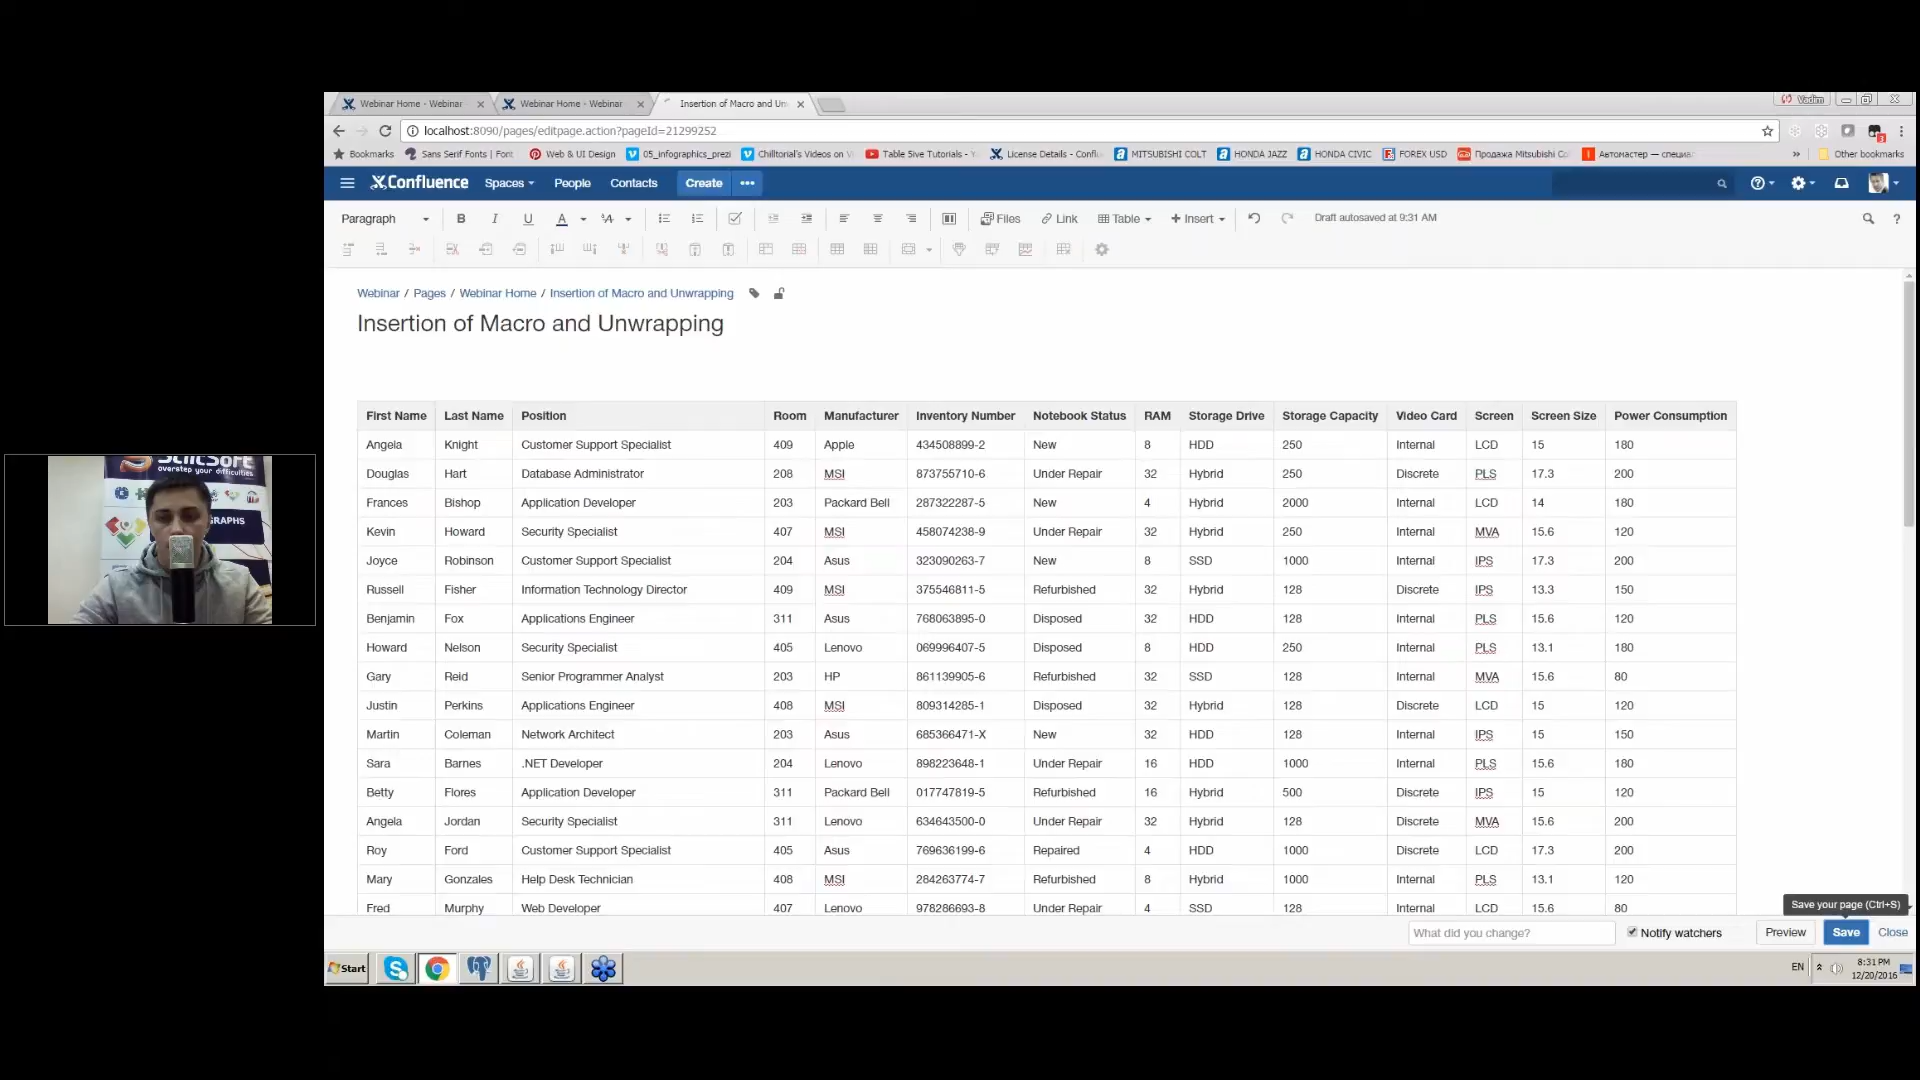 Webinar Home - Webinar
Webinar Home - Webinar
Insertion of Macro and Un
Vadim
localhost:8090/pages/editpage.action?pageId=21299252
Bookmarks
Sans Serif Fonts | Font
Web & UI Design
05_infographics_prezi
Chilltorial's Videos on V
Table 5ive Tutorials - Y
License Details - Conflu
MITSUBISHI COLT
HONDA JAZZ
HONDA CIVIC
FOREX USD
Продажа Mitsubishi Co
Автомастер — специа
»
Other bookmarks
Confluence
Spaces
People
Contacts
Create
Paragraph
B
I
U
A
Files
Link
Table
Insert
Draft autosaved at 9:31 AM
?
Webinar / Pages / Webinar Home / Insertion of Macro and Unwrapping
Insertion of Macro and Unwrapping
First Name Last Name Position Room Manufacturer Inventory Number Notebook Status RAM Storage Drive Storage Capacity Video Card Screen Screen Size Power Consumption
Angela Knight Customer Support Specialist 409 Apple 434508899-2 New 8 HDD 250 Internal LCD 15 180
Douglas Hart Database Administrator 208 MSI 873755710-6 Under Repair 32 Hybrid 250 Discrete PLS 17.3 200
Frances Bishop Application Developer 203 Packard Bell 287322287-5 New 4 Hybrid 2000 Internal LCD 14 180
Kevin Howard Security Specialist 407 MSI 458074238-9 Under Repair 32 Hybrid 250 Internal MVA 15.6 120
Joyce Robinson Customer Support Specialist 204 Asus 323090263-7 New 8 SSD 1000 Internal IPS 17.3 200
Russell Fisher Information Technology Director 409 MSI 375546811-5 Refurbished 32 Hybrid 128 Discrete IPS 13.3 150
Benjamin Fox Applications Engineer 311 Asus 768063895-0 Disposed 32 HDD 128 Internal PLS 15.6 120
Howard Nelson Security Specialist 405 Lenovo 069996407-5 Disposed 8 HDD 250 Internal PLS 13.1 180
Gary Reid Senior Programmer Analyst 203 HP 861139905-6 Refurbished 32 SSD 128 Internal MVA 15.6 80
Justin Perkins Applications Engineer 408 MSI 809314285-1 Disposed 32 Hybrid 128 Discrete LCD 15 120
Martin Coleman Network Architect 203 Asus 685366471-X New 32 HDD 128 Internal IPS 15 150
Sara Barnes .NET Developer 204 Lenovo 898223648-1 Under Repair 16 HDD 1000 Internal PLS 15.6 180
Betty Flores Application Developer 311 Packard Bell 017747819-5 Refurbished 16 Hybrid 500 Discrete IPS 15 120
Angela Jordan Security Specialist 311 Lenovo 634643500-0 Under Repair 32 Hybrid 128 Discrete MVA 15.6 200
Roy Ford Customer Support Specialist 405 Asus 769636199-6 Repaired 4 HDD 1000 Discrete LCD 17.3 200
Mary Gonzales Help Desk Technician 408 MSI 284263774-7 Refurbished 8 Hybrid 1000 Internal PLS 13.1 120
Fred Murphy Web Developer 407 Lenovo 978286693-8 Under Repair 4 SSD 128 Internal LCD 15.6 80
Save your page (Ctrl+S)
What did you change?
Notify watchers
Preview
Save
Close
Start
EN
8:31 PM
12/20/2016
StiltSoft
overstep your difficulties
GRAPHS